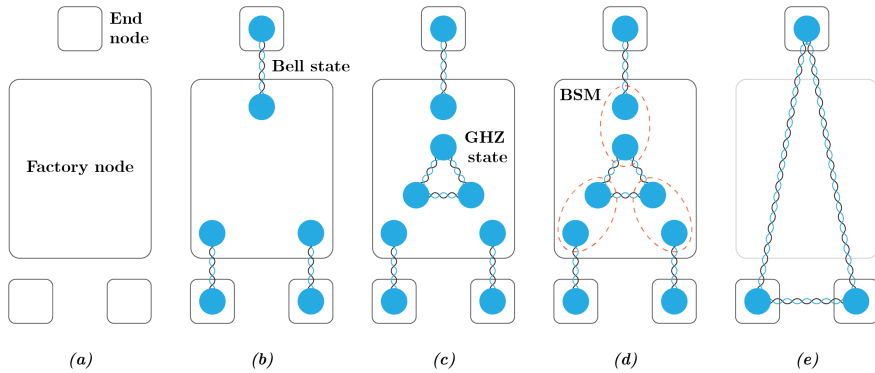 End
node
Bell state
Factory node
GHZ
state
BSM
(a)
(b)
(c)
(d)
(e)